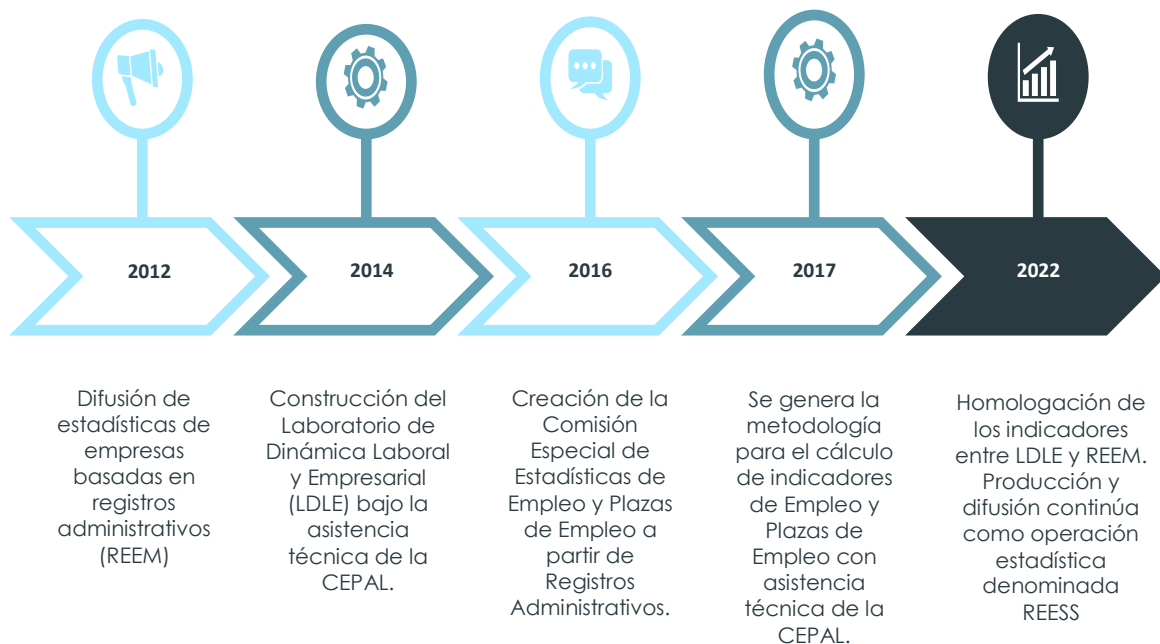 2012
2014
2016
2017
2022
Difusión de
estadísticas de
empresas
basadas en
registros
administrativos
(REEM)
Construcción del
Laboratorio de
Dinámica Laboral
y Empresarial
(LDLE) bajo la
asistencia
técnica de la
CEPAL.
Creación de la
Comisión
Especial de
Estadísticas de
Empleo y Plazas
de Empleo a
partir de
Registros
Administrativos.
Se genera la
metodología
para el cálculo
de indicadores
de Empleo y
Plazas de
Empleo con
asistencia
técnica de la
CEPAL.
Homologación de
los indicadores
entre LDLE y REEM.
Producción y
difusión continúa
como operación
estadística
denominada
REESS